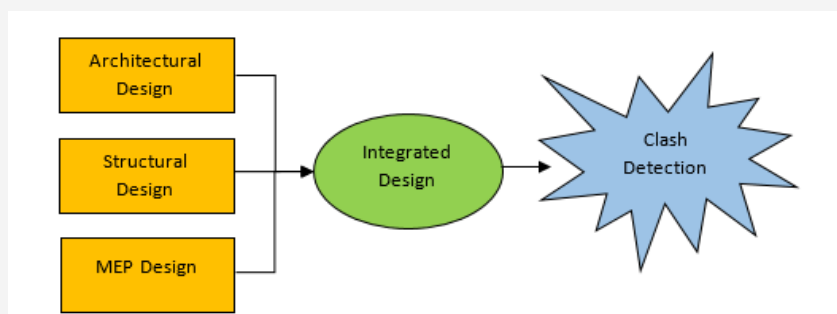 Architectural
Design
Structural
Design
MEP Design
Integrated
Design
Clash
Detection